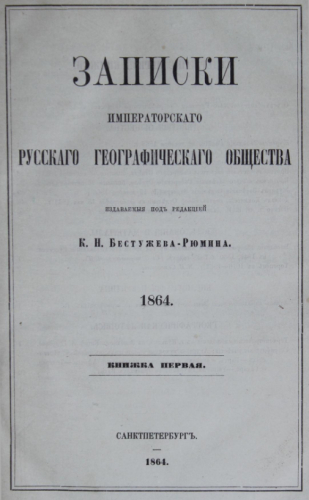 ЗАПИСКИ
ИМПЕРАТОРСКАГО
РУССКАГО ГЕОГРАФИЧЕСКАГО ОБЩЕСТВА
ИЗДАВАЕМЫЯ ПОДЪ РЕДАКЦІЕЙ
К. Н. БЕСТУЖЕВА-РЮМИНА.
1864.
КНИЖКА ПЕРВАЯ.
САНКТПЕТЕРБУРГЪ.
1864.